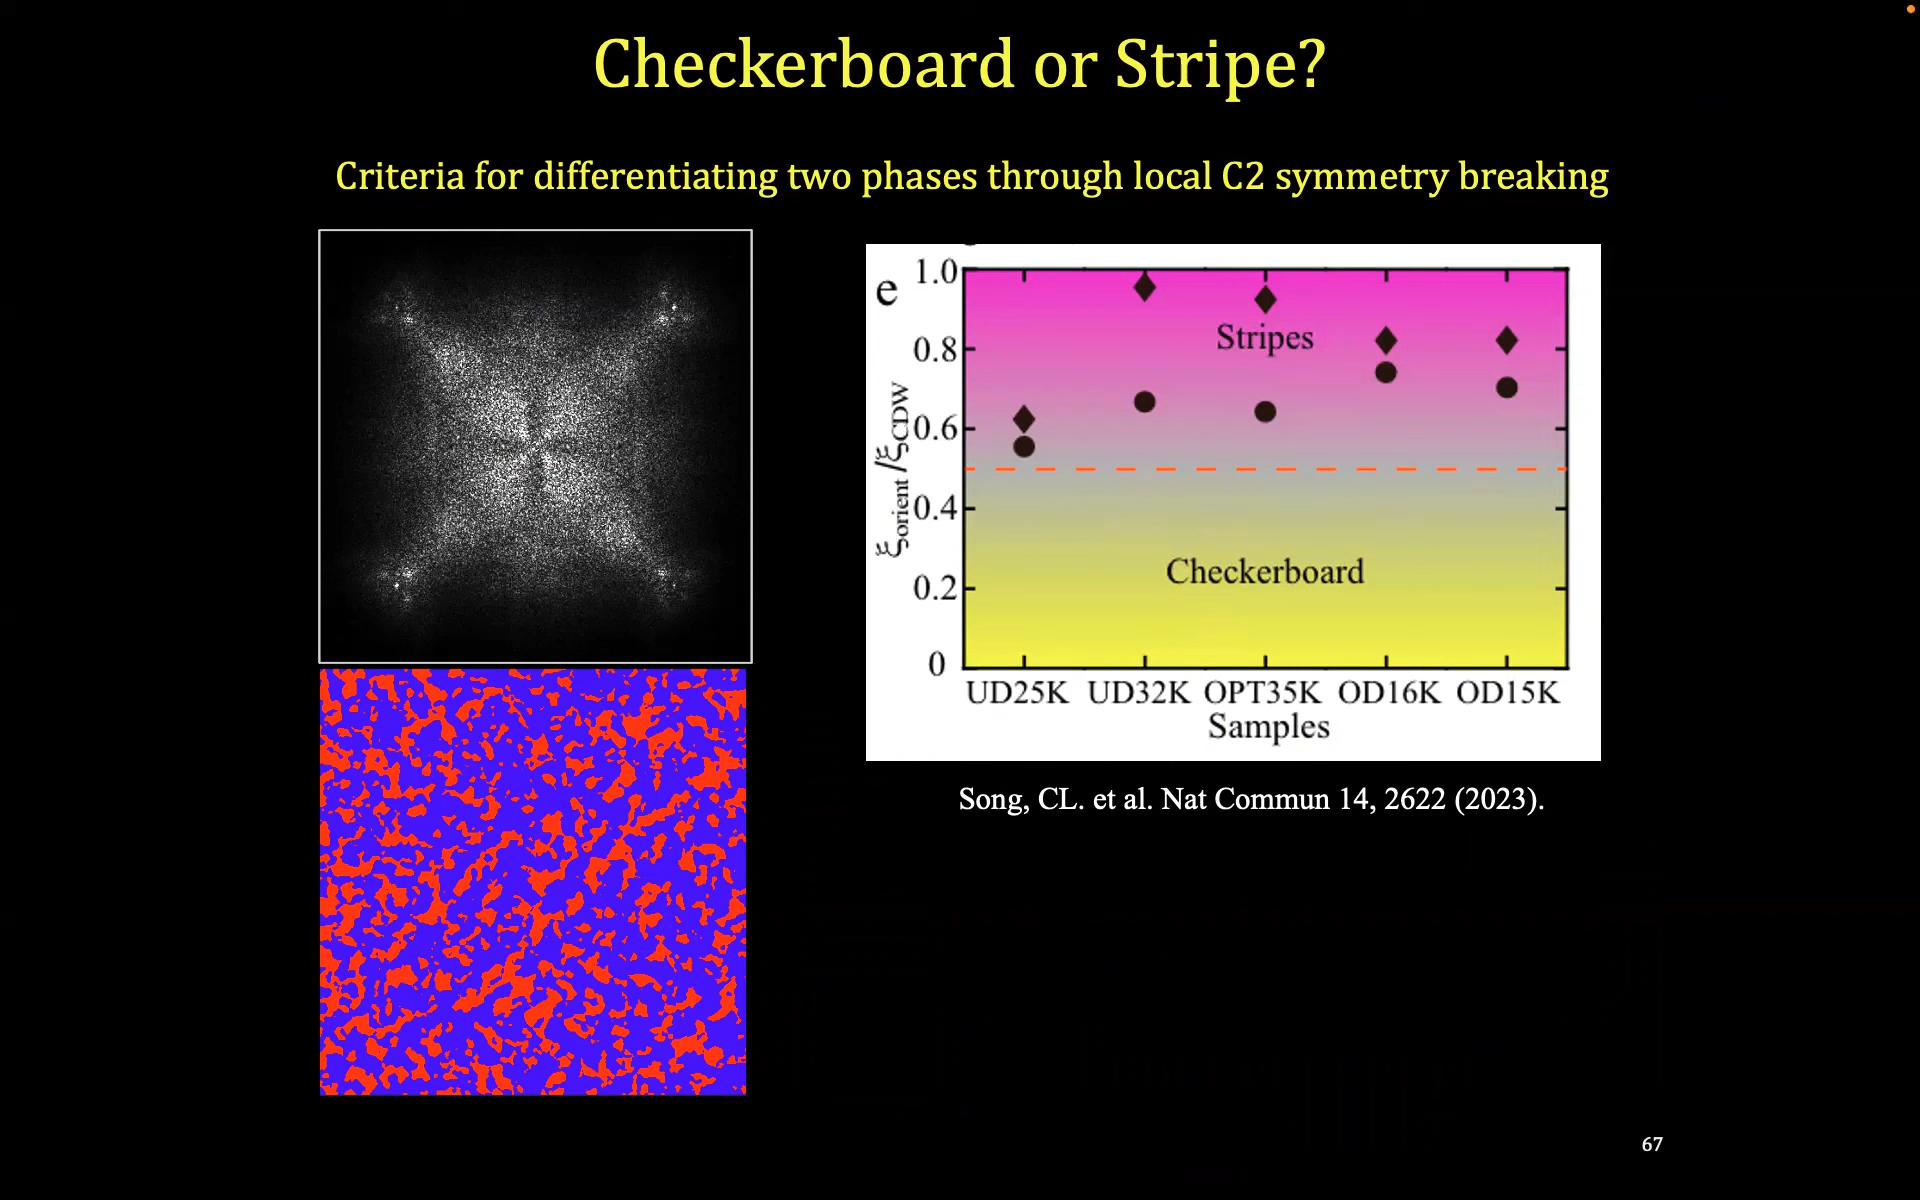 Checkerboard or Stripe?
Criteria for differentiating two phases through local C2 symmetry breaking
e
1.0
0.8
0.6
0.4
0.2
0
ξorient /ξCDW
Stripes
Checkerboard
UD25K UD32K OPT35K OD16K OD15K
Samples
Song, CL. et al. Nat Commun 14, 2622 (2023).
67